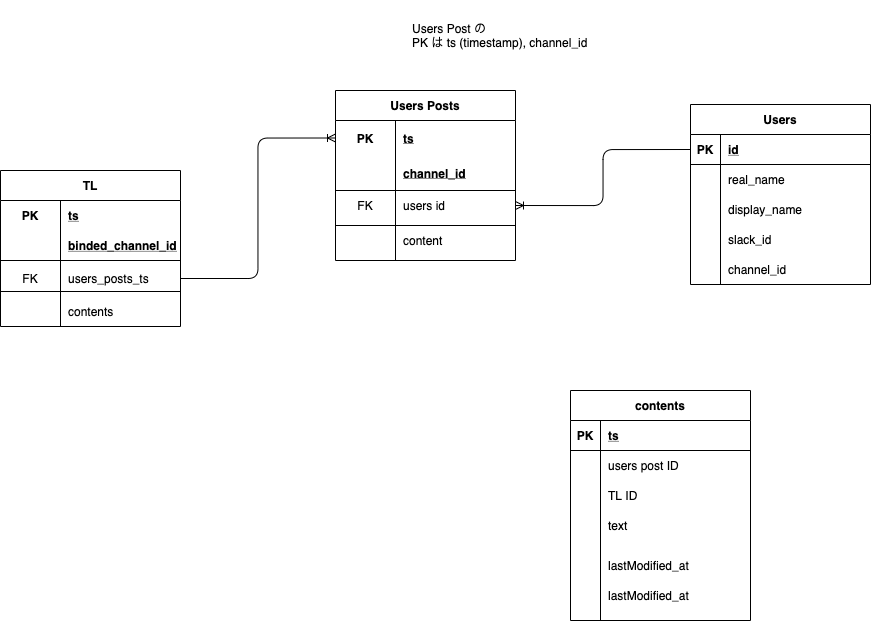 Users Post の
PK は ts (timestamp), channel_id
Users Posts
PK ts
channel_id
FK users id
content
Users
PK id
real_name
display_name
slack_id
channel_id
TL
PK ts
binded_channel_id
FK users_posts_ts
contents
contents
PK ts
users post ID
TL ID
text
lastModified_at
lastModified_at